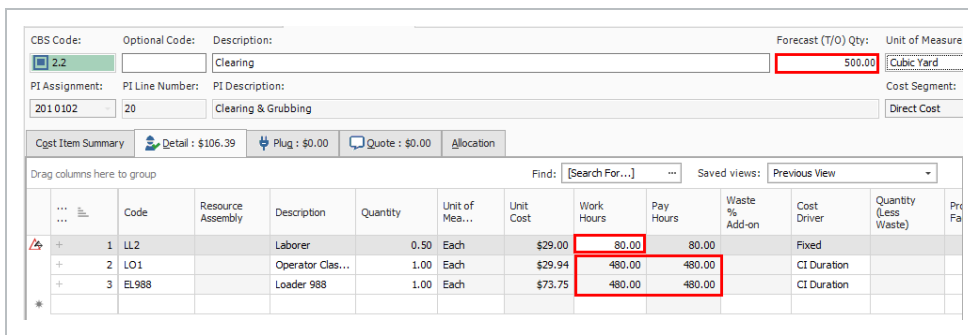 CBS Code: Optional Code: Description: Forecast (T/O) Qty: Unit of Measure
2.2 Clearing 500.00 Cubic Yard
PI Assignment: PI Line Number: PI Description: Cost Segment:
201 0102 20 Clearing & Grubbing Direct Cost
Cost Item Summary Detail : $106.39 Plug : $0.00 Quote : $0.00 Allocation
Drag columns here to group Find: [Search For...] ... Saved views: Previous View
... ... Code Resource Assembly Description Quantity Unit of Mea... Unit Cost Work Hours Pay Hours Waste % Add-on Cost Driver Quantity (Less Waste) Pro Fa
+ 1 LL2 Laborer 0.50 Each $29.00 80.00 80.00 Fixed
+ 2 LO1 Operator Clas... 1.00 Each $29.94 480.00 480.00 CI Duration
+ 3 EL988 Loader 988 1.00 Each $73.75 480.00 480.00 CI Duration